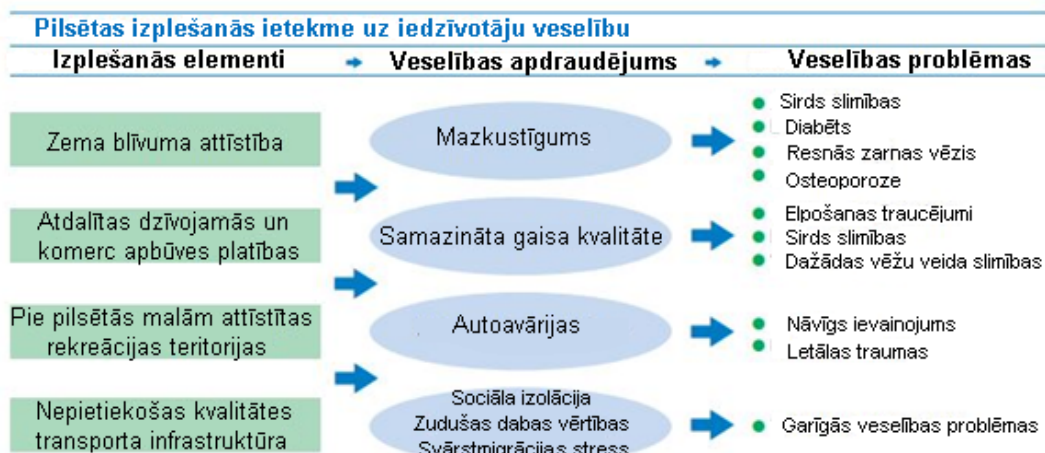 Pilsētas izplešanās ietekme uz iedzīvotāju veselību
Izplešanās elementi
Veselības apdraudējums
Veselības problēmas
Zema blīvuma attīstība
Mazkustīgums
Sirds slimības
Diabēts
Resnās zarnas vēzis
Osteoporoze
Atdalītas dzīvojamās un
komerc apbūves platības
Samazināta gaisa kvalitāte
Elpošanas traucējumi
Sirds slimības
Dažādas vēžu veida slimības
Pie pilsētās malām attīstītas
rekreācijas teritorijas
Autoavārijas
Nāvīgs ievainojums
Letālas traumas
Nepietiekošas kvalitātes
transporta infrastruktūra
Sociāla izolācija
Zudušas dabas vērtības
Svārstmigrācijas stress
Garīgās veselības problēmas